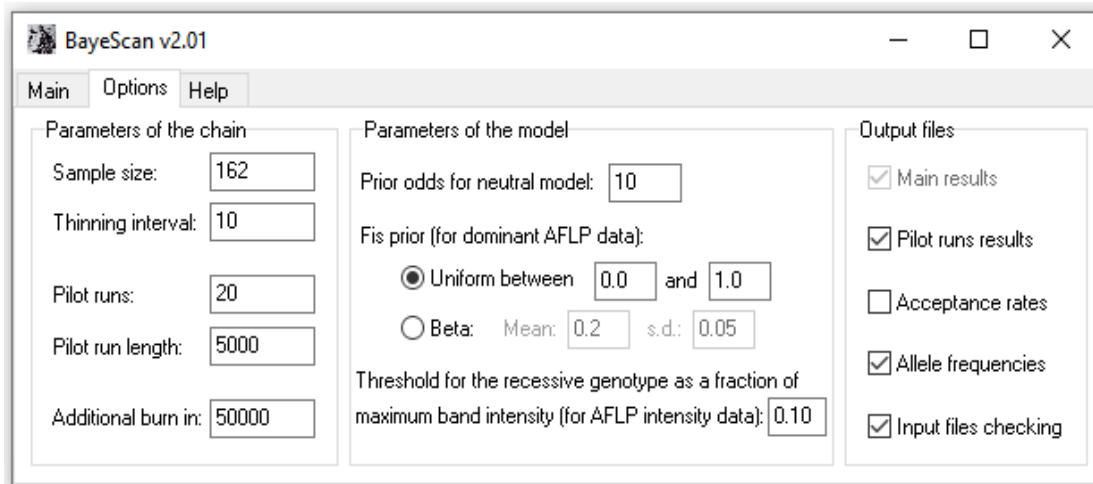 BayeScan v2.01
Main Options Help
Parameters of the chain
Sample size: 162
Thinning interval: 10
Pilot runs: 20
Pilot run length: 5000
Additional burn in: 50000
Parameters of the model
Prior odds for neutral model: 10
Fis prior (for dominant AFLP data):
Uniform between 0.0 and 1.0
Beta: Mean: 0.2 s.d.: 0.05
Threshold for the recessive genotype as a fraction of
maximum band intensity (for AFLP intensity data): 0.10
Output files
Main results
Pilot runs results
Acceptance rates
Allele frequencies
Input files checking